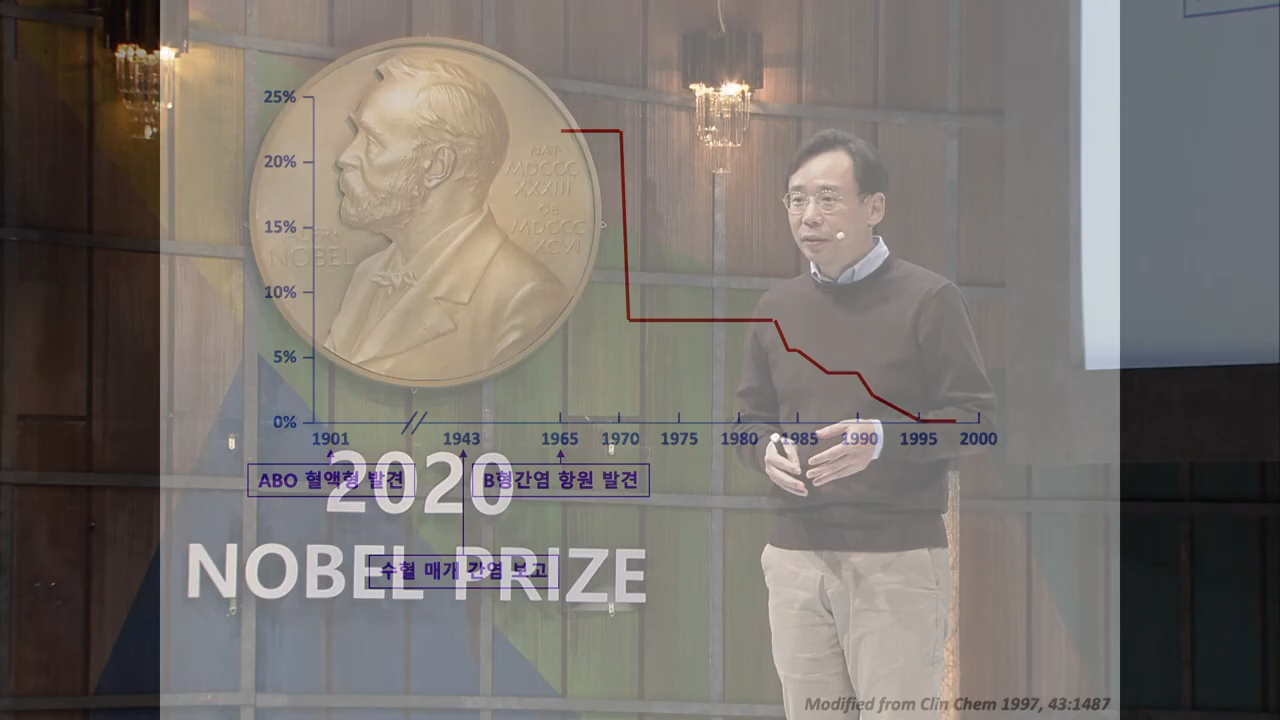 25%
20%
15%
10%
5%
0%
NAT·
MDCCC
XXXIII
OB
MDCCC
XCVI
NOBEL
1901
1943
1965
1970
1975
1980
1985
1990
1995
2000
ABO 혈액형 발견
B형간염 항원 발견
2020
수혈 매개 간염 보고
NOBEL PRIZE
Modified from Clin Chem 1997, 43:1487